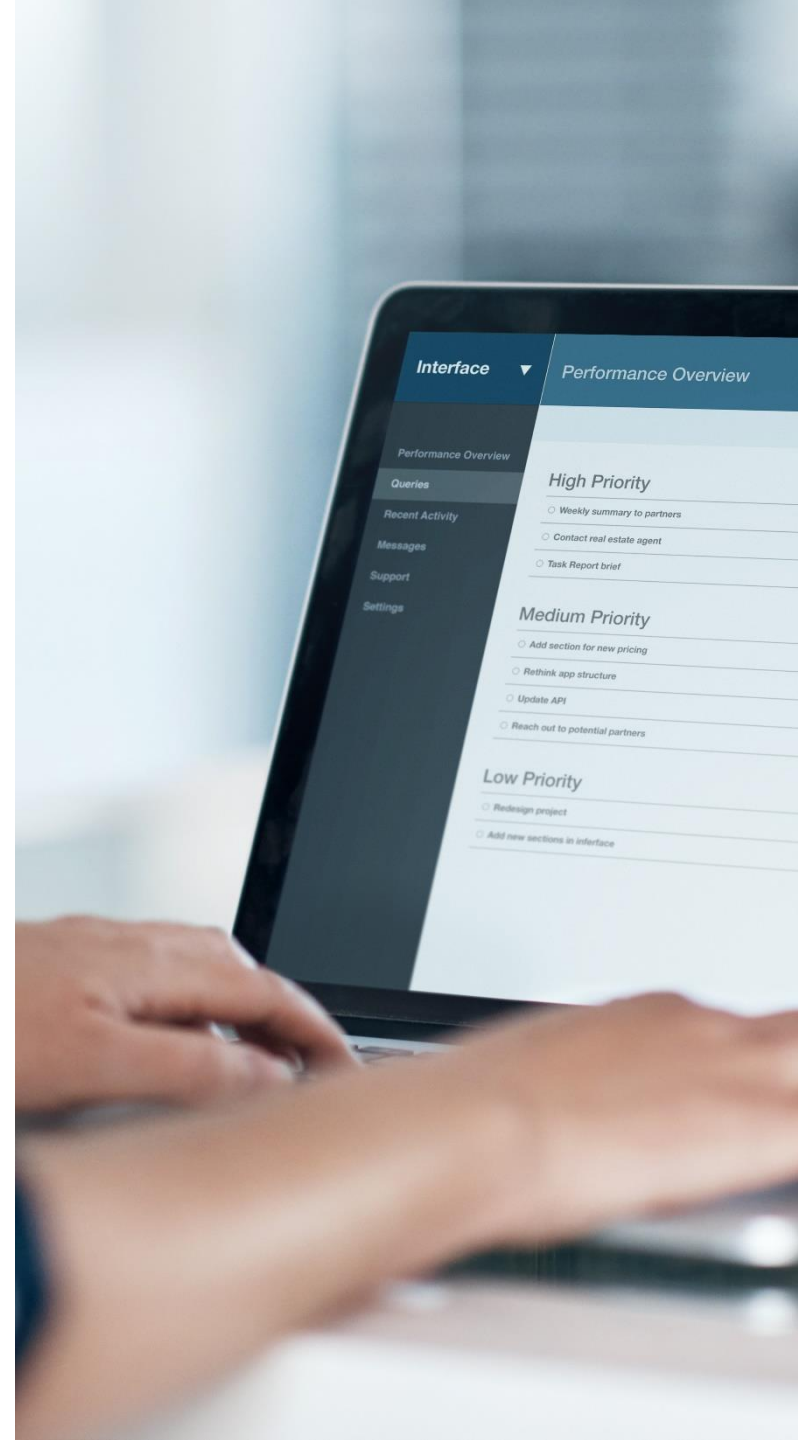 Interface ▼
Performance Overview
Performance Overview
Queries
Recent Activity
Messages
Support
Settings
High Priority
Weekly summary to partners
Contact real estate agent
Task Report brief
Medium Priority
Add section for new pricing
Rethink app structure
Update API
Reach out to potential partners
Low Priority
Redesign project
Add new sections in inferface